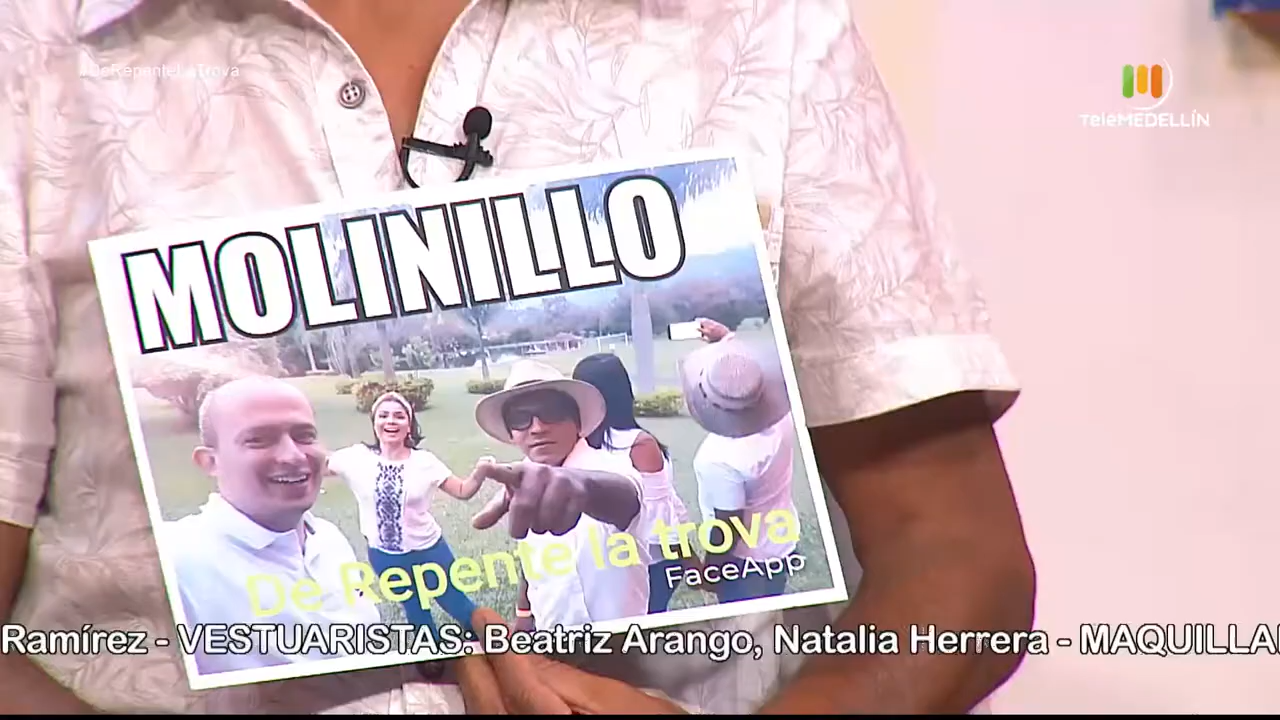 #DeRepenteLaTrova
TeleMEDELLÍN
MOLINILLO
De Repente la trova
FaceApp
Ramírez - VESTUARISTAS: Beatriz Arango, Natalia Herrera - MAQUILLA